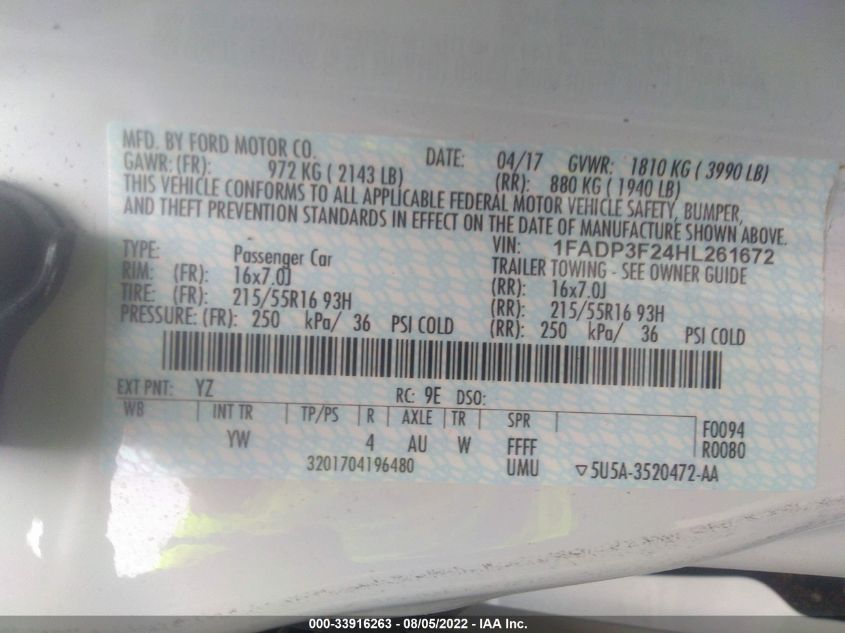 MFD. BY FORD MOTOR CO. DATE: 04/17 GVWR: 1810 KG ( 3990 LB)
GAWR: (FR): 972 KG ( 2143 LB) (RR): 880 KG ( 1940 LB)
THIS VEHICLE CONFORMS TO ALL APPLICABLE FEDERAL MOTOR VEHICLE SAFETY, BUMPER,
AND THEFT PREVENTION STANDARDS IN EFFECT ON THE DATE OF MANUFACTURE SHOWN ABOVE.
VIN: 1FADP3F24HL261672
TYPE: Passenger Car TRAILER TOWING - SEE OWNER GUIDE
RIM: (FR): 16x7.0J (RR): 16x7.0J
TIRE: (FR): 215/55R16 93H (RR): 215/55R16 93H
PRESSURE: (FR): 250 kPa/ 36 PSI COLD (RR): 250 kPa/ 36 PSI COLD
EXT PNT: YZ RC: 9E DSO:
WB INT TR TP/PS R AXLE TR SPR F0094
YW 4 AU W FFFF R0080
3201704196480 UMU ▽5U5A-3520472-AA
000-33916263 - 08/05/2022 - IAA Inc.